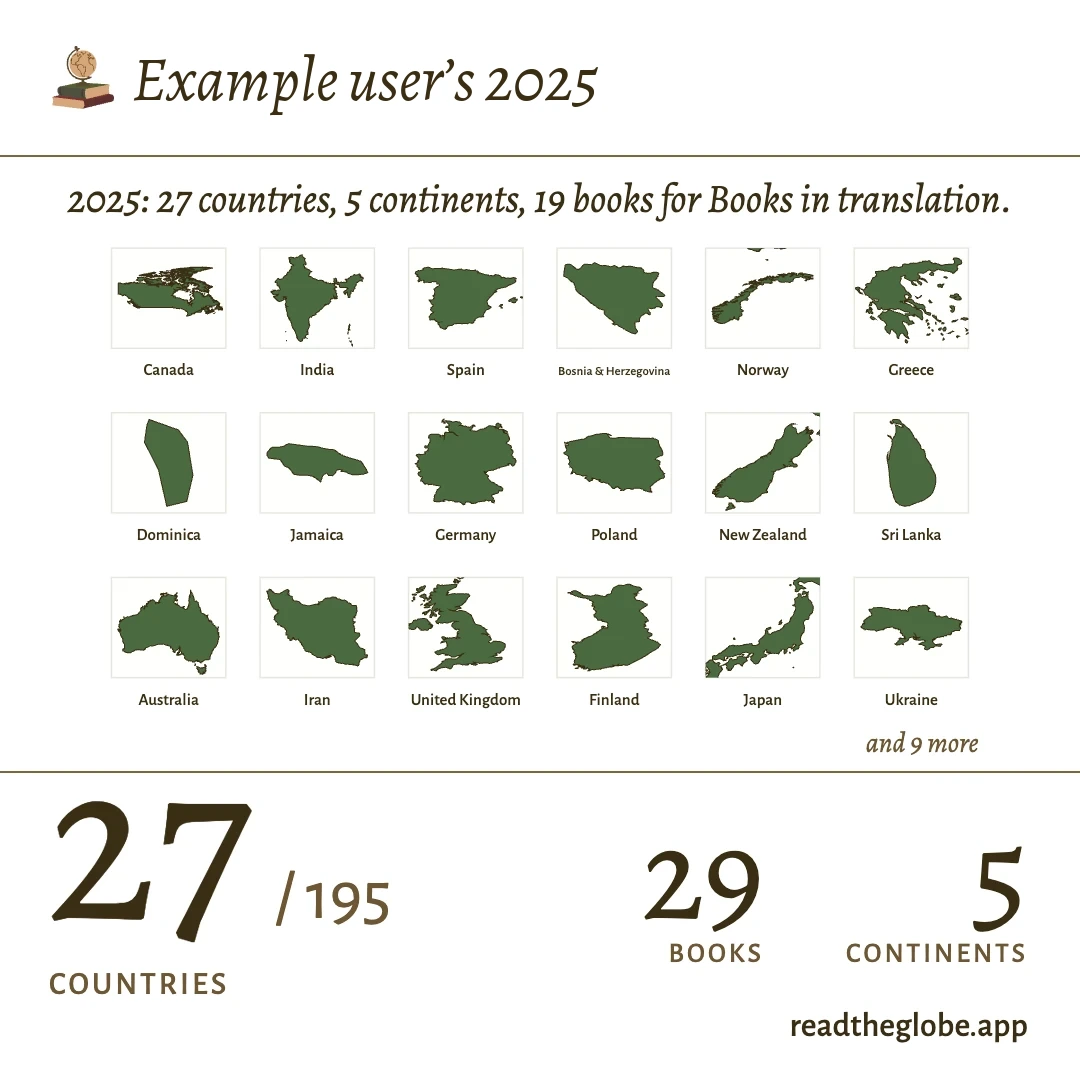 Example user's 2025
2025: 27 countries, 5 continents, 19 books for Books in translation.
Canada
India
Spain
Bosnia & Herzegovina
Norway
Greece
Dominica
Jamaica
Germany
Poland
New Zealand
Sri Lanka
Australia
Iran
United Kingdom
Finland
Japan
Ukraine
and 9 more
27 / 195
COUNTRIES
29
BOOKS
5
CONTINENTS
readtheglobe.app